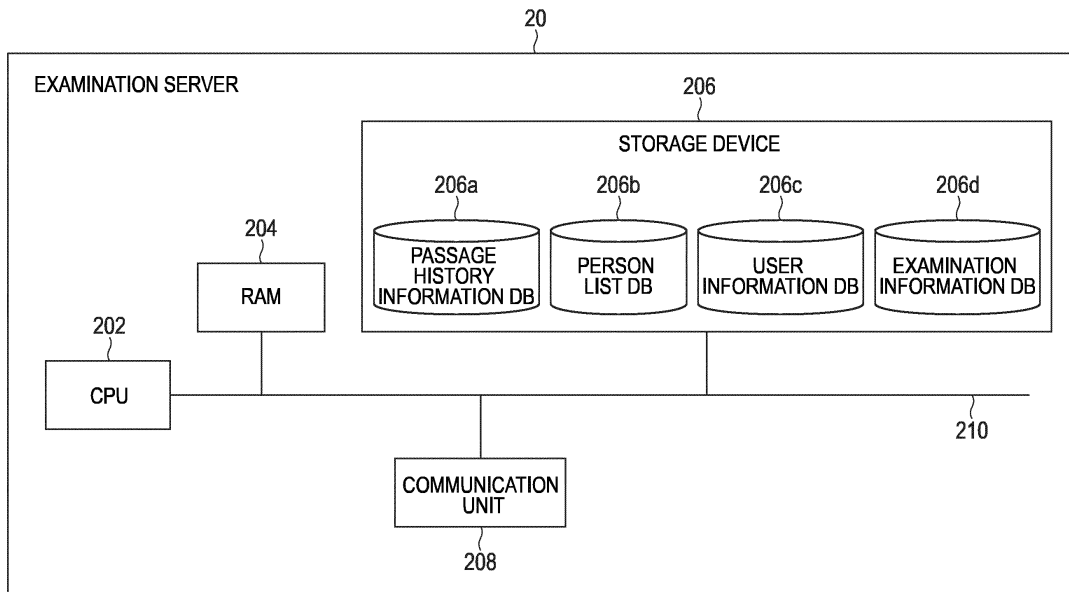 20
EXAMINATION SERVER
206
STORAGE DEVICE
206a
206b
206c
206d
PASSAGE
HISTORY
INFORMATION DB
PERSON
LIST DB
USER
INFORMATION DB
EXAMINATION
INFORMATION DB
204
RAM
202
CPU
210
COMMUNICATION
UNIT
208